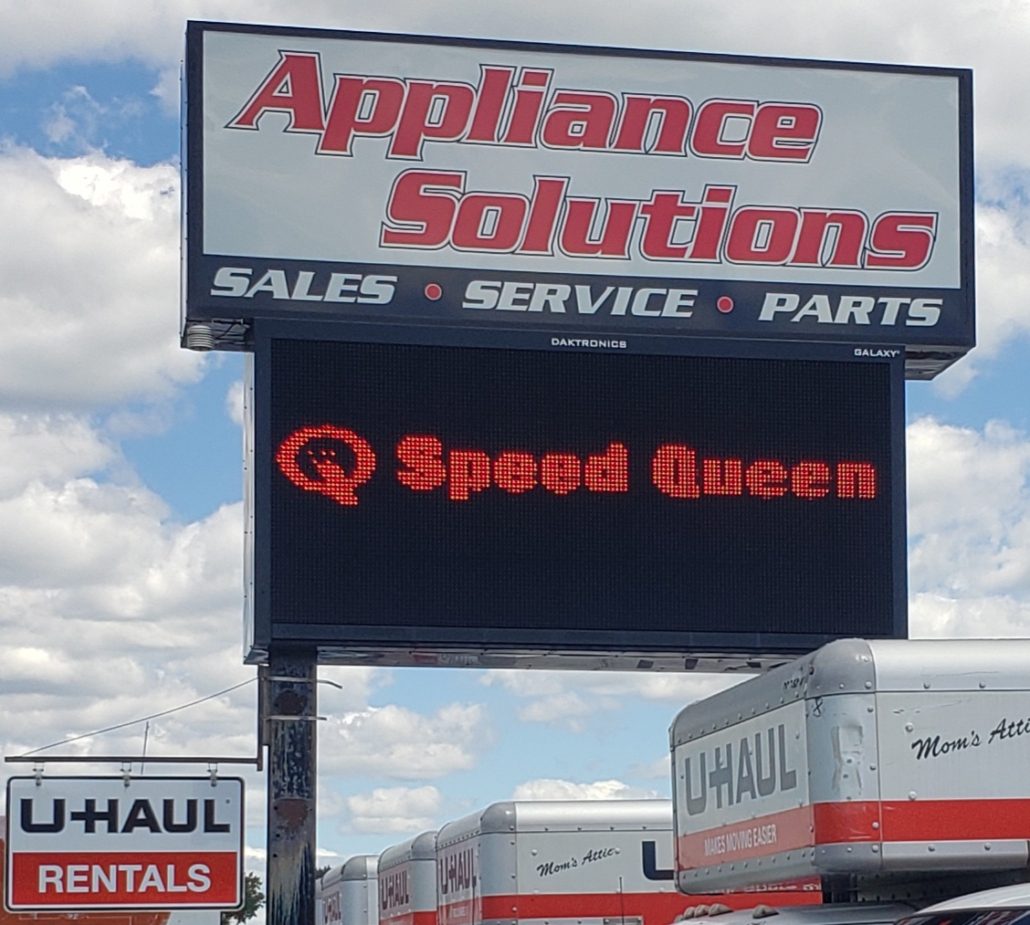 Appliance
Solutions
SALES • SERVICE • PARTS
DAKTRONICS
GALAXY
Q Speed Queen
U-HAUL
MAKES MOVING EASIER
Mom's Attic
U-HAUL
RENTALS
U-HAUL
U-HAUL
Mom's Attic
U